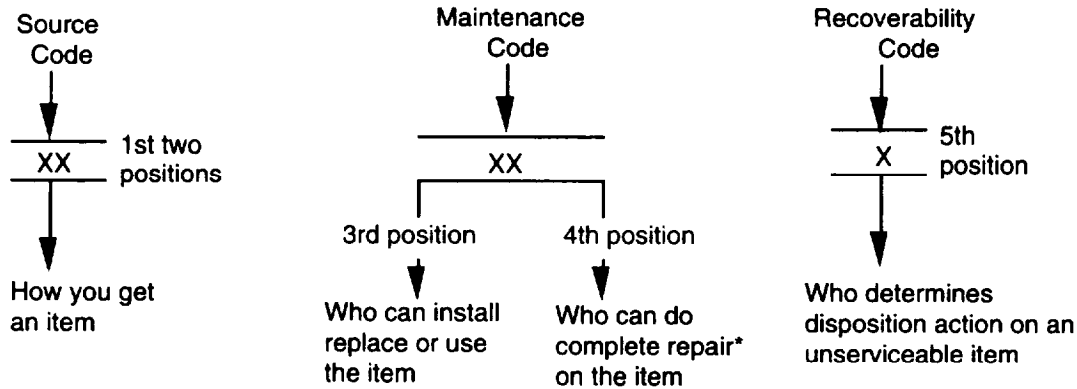 Source
Code
XX
1st two
positions
How you get
an item
Maintenance
Code
XX
3rd position
4th position
Who can install
replace or use
the item
Who can do
complete repair*
on the item
Recoverability
Code
X
5th
position
Who determines
disposition action on an
unserviceable item